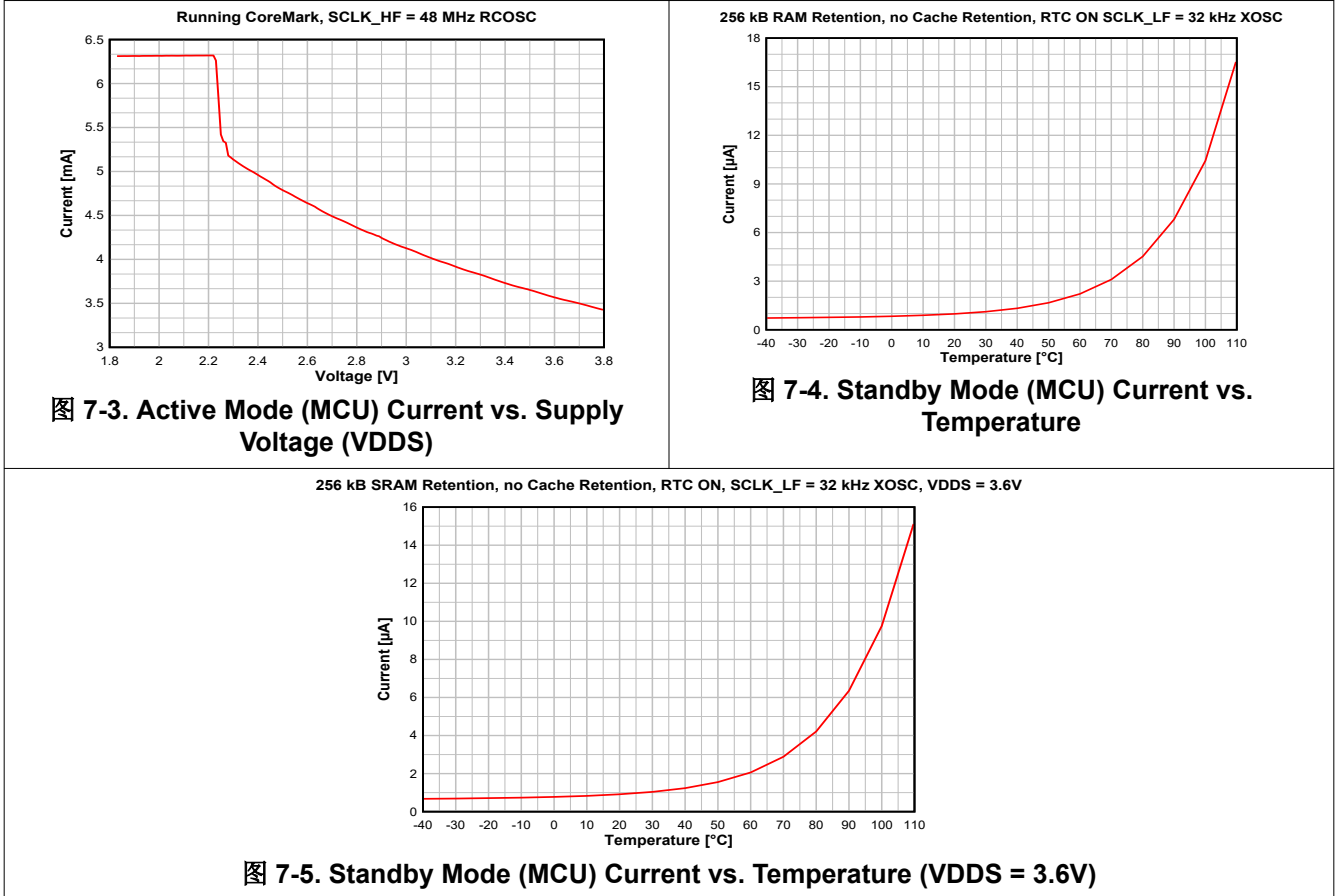 Running CoreMark, SCLK_HF = 48 MHz RCOSC
6.5
6
5.5
5
4.5
4
3.5
3
Current [mA]
1.8 2 2.2 2.4 2.6 2.8 3 3.2 3.4 3.6 3.8
Voltage [V]
图 7-3. Active Mode (MCU) Current vs. Supply
Voltage (VDDS)
256 kB RAM Retention, no Cache Retention, RTC ON SCLK_LF = 32 kHz XOSC
18
15
12
9
6
3
0
Current [µA]
-40 -30 -20 -10 0 10 20 30 40 50 60 70 80 90 100 110
Temperature [°C]
图 7-4. Standby Mode (MCU) Current vs.
Temperature
256 kB SRAM Retention, no Cache Retention, RTC ON, SCLK_LF = 32 kHz XOSC, VDDS = 3.6V
16
14
12
10
8
6
4
2
0
Current [µA]
-40 -30 -20 -10 0 10 20 30 40 50 60 70 80 90 100 110
Temperature [°C]
图 7-5. Standby Mode (MCU) Current vs. Temperature (VDDS = 3.6V)